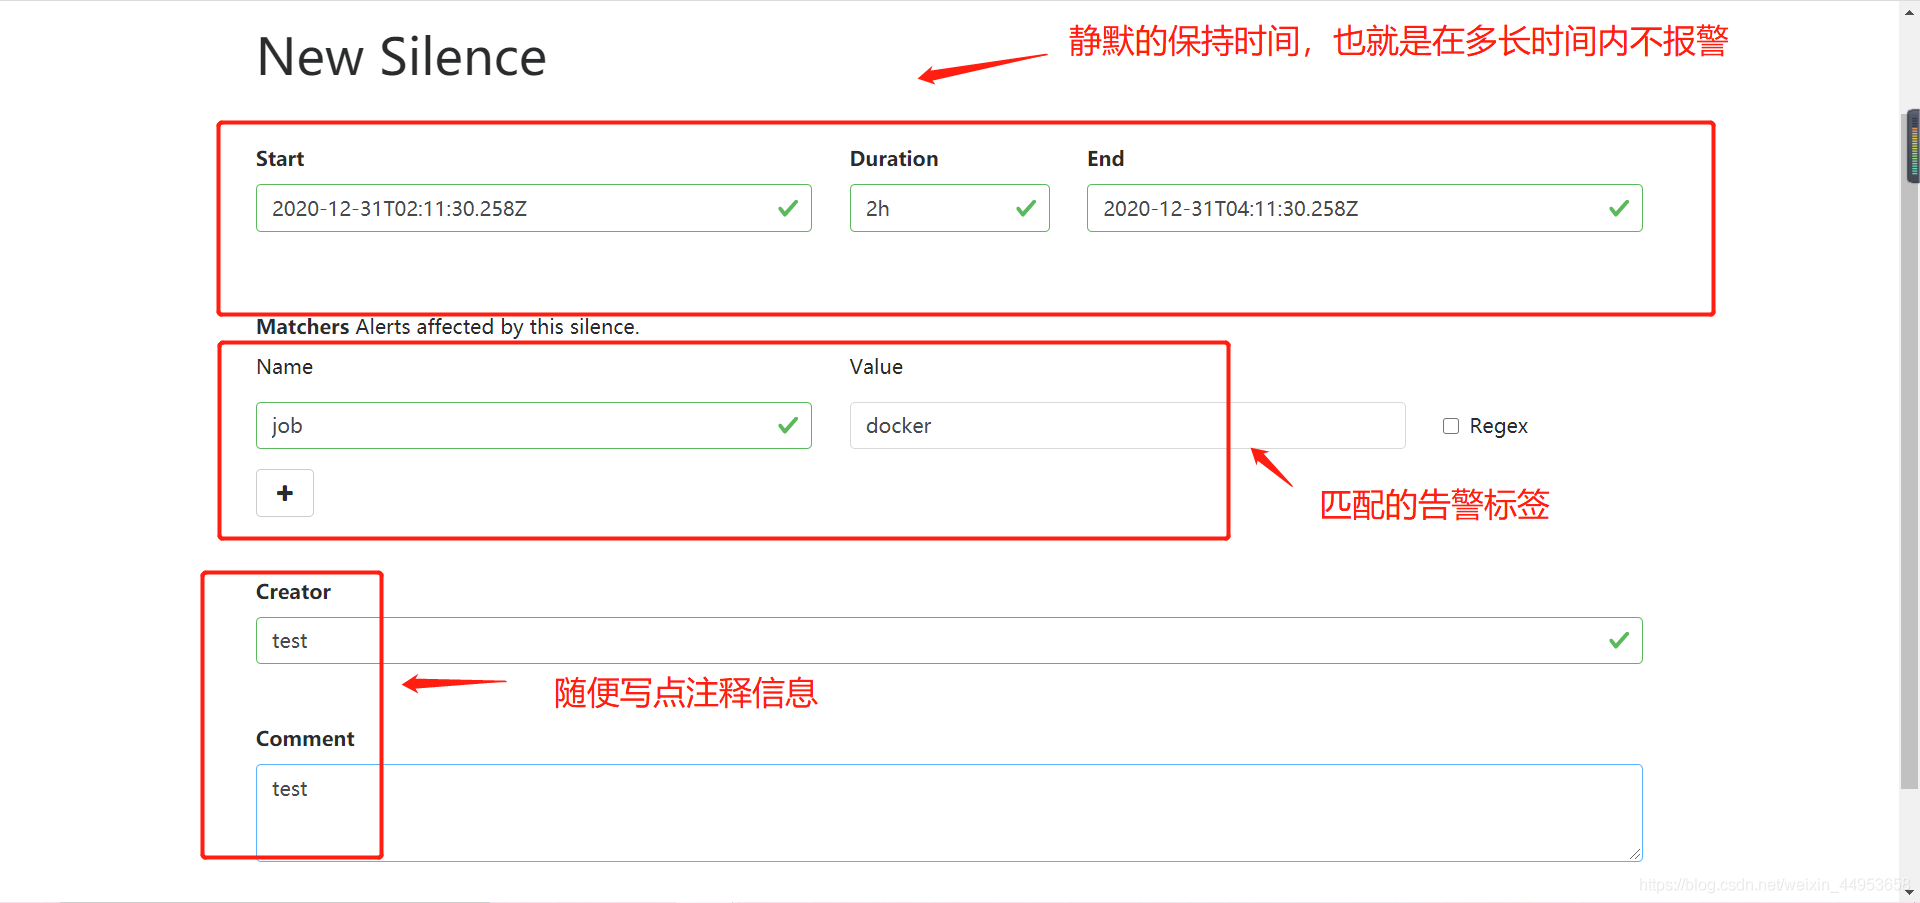 New Silence
静默的保持时间，也就是在多长时间内不报警
Start
Duration
End
2020-12-31T02:11:30.258Z
2h
2020-12-31T04:11:30.258Z
Matchers Alerts affected by this silence.
Name
Value
job
docker
Regex
+
匹配的告警标签
Creator
test
随便写点注释信息
Comment
test
https://blog.csdn.net/weixin_44953658